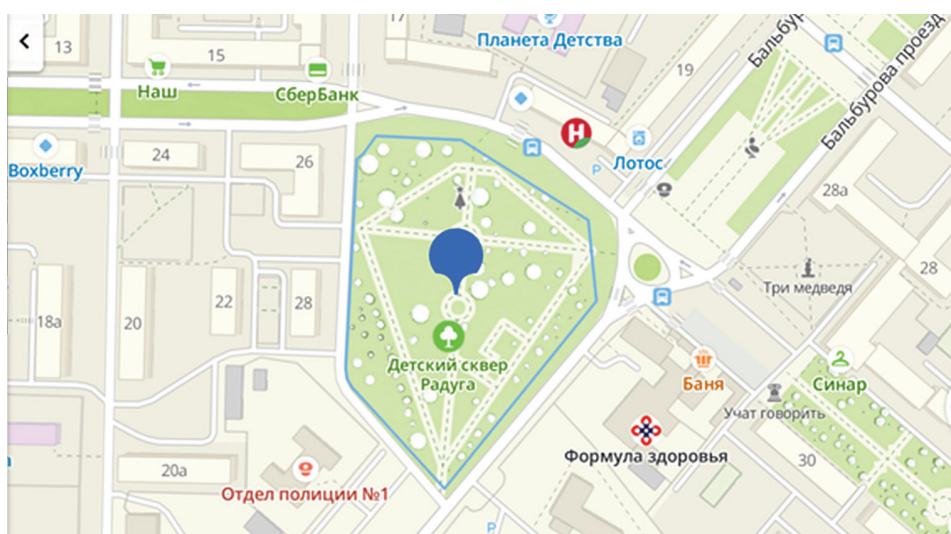 17
13
15
Планета Детства
19
Бальбурова проезд
Наш
СберБанк
Boxberry
24
26
P
Лотос
28а
28
Три медведя
18а
20
22
28
Детский сквер
Радуга
Баня
Синар
Учат говорить
Формула здоровья
30
20а
Отдел полиции №1
P